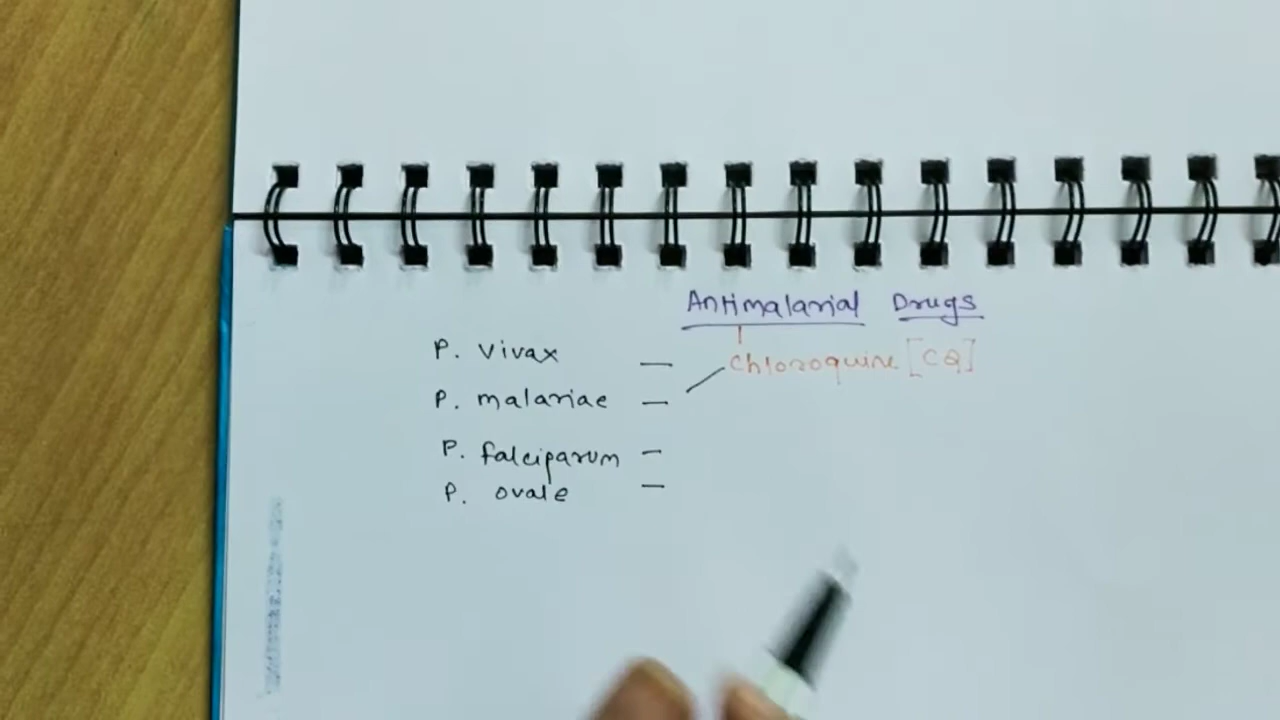 Antimalarial Drugs
P. vivax — Chloroquine [CQ]
P. malariae —
P. falciparum —
P. ovale —